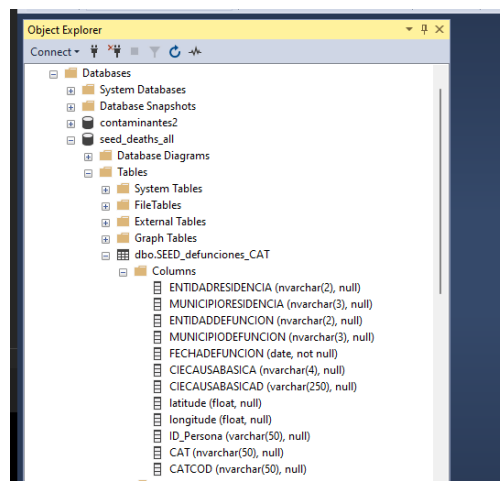 Object Explorer
Connect
Databases
System Databases
Database Snapshots
contaminantes2
seed_deaths_all
Database Diagrams
Tables
System Tables
FileTables
External Tables
Graph Tables
dbo.SEED_defunciones_CAT
Columns
ENTIDADRESIDENCIA (nvarchar(2), null)
MUNICIPIORESIDENCIA (nvarchar(3), null)
ENTIDADDEFUNCION (nvarchar(2), null)
MUNICIPIODEFUNCION (nvarchar(3), null)
FECHADEFUNCION (date, not null)
CIECAUSABASICA (nvarchar(4), null)
CIECAUSABASICAD (varchar(250), null)
latitude (float, null)
longitude (float, null)
ID_Persona (varchar(50), null)
CAT (nvarchar(50), null)
CATCOD (nvarchar(50), null)